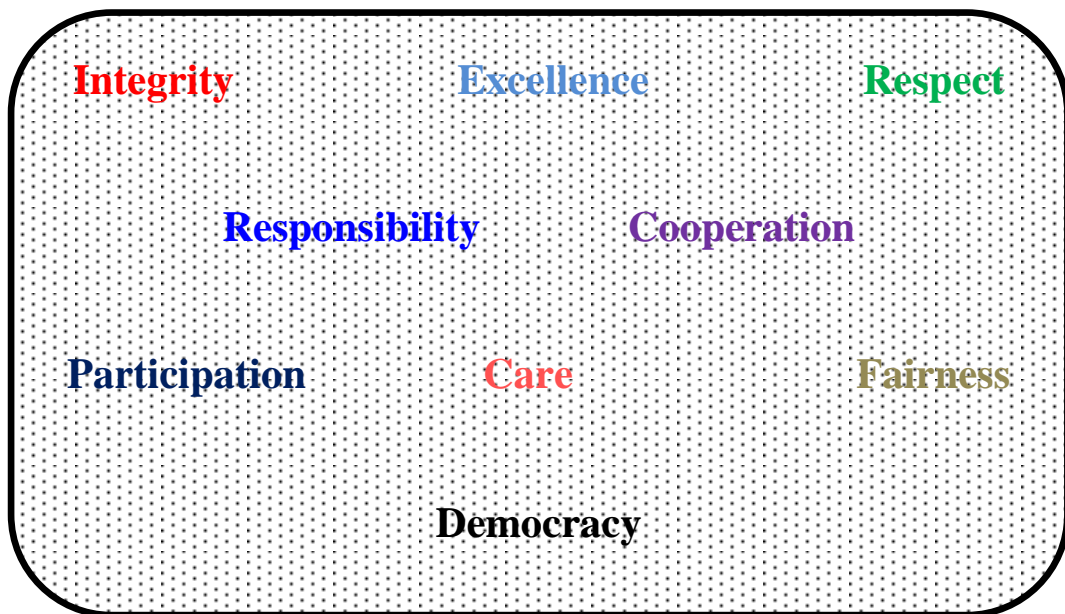 Integrity Excellence Respect
Responsibility Cooperation
Participation Care Fairness
Democracy